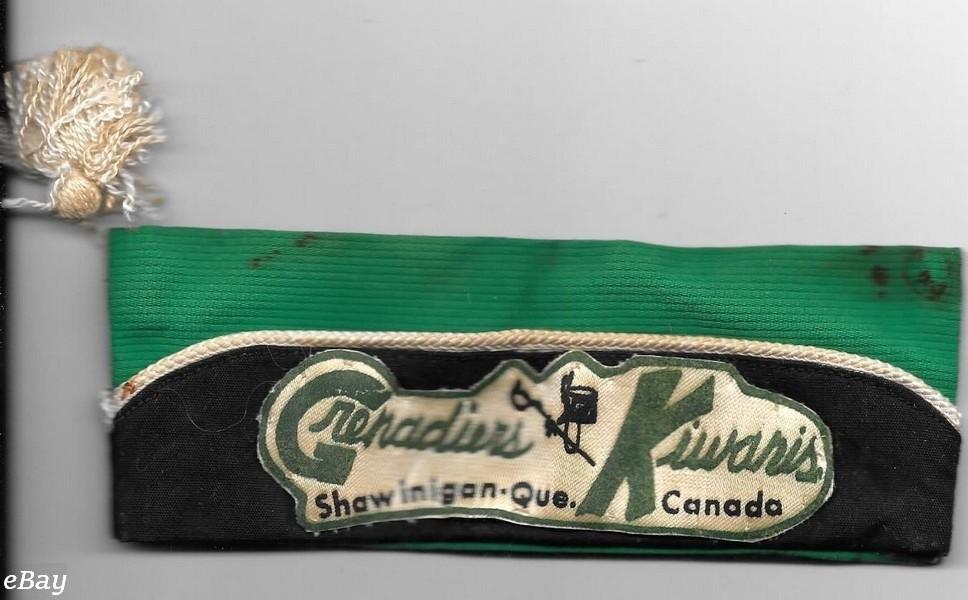 Grenadiers Kiwanis
Shawinigan-Que. Canada
eBay